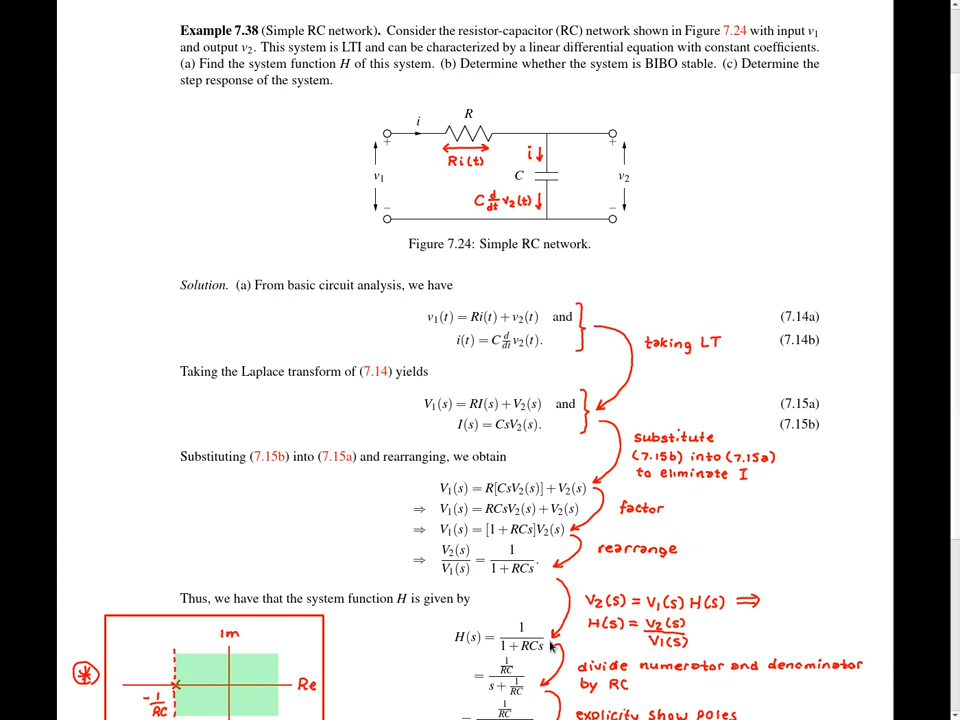 Example 7.38 (Simple RC network). Consider the resistor-capacitor (RC) network shown in Figure 7.24 with input v₁
and output v₂. This system is LTI and can be characterized by a linear differential equation with constant coefficients.
(a) Find the system function H of this system. (b) Determine whether the system is BIBO stable. (c) Determine the
step response of the system.
R
i
+
+
Ri(t)
i
v₁
C
v₂
C d/dt v₂(t)
−
−
Figure 7.24: Simple RC network.
Solution. (a) From basic circuit analysis, we have
v₁(t) = Ri(t) + v₂(t) and (7.14a)
i(t) = C d/dt v₂(t). (7.14b)
taking LT
Taking the Laplace transform of (7.14) yields
V₁(s) = RI(s) + V₂(s) and (7.15a)
I(s) = CsV₂(s). (7.15b)
substitute
(7.15b) into (7.15a)
to eliminate I
Substituting (7.15b) into (7.15a) and rearranging, we obtain
V₁(s) = R[CsV₂(s)] + V₂(s)
⇒ V₁(s) = RCsV₂(s) + V₂(s)
factor
⇒ V₁(s) = [1 + RCs]V₂(s)
⇒ V₂(s)/V₁(s) = 1/(1 + RCs).
rearrange
Thus, we have that the system function H is given by
V₂(s) = V₁(s) H(s) ⇒
H(s) = V₂(s)/V₁(s)
H(s) = 1/(1 + RCs)
= (1/RC)/(s + 1/RC)
divide numerator and denominator
by RC
1/RC
=
explicity show poles
Im
Re
-1/RC